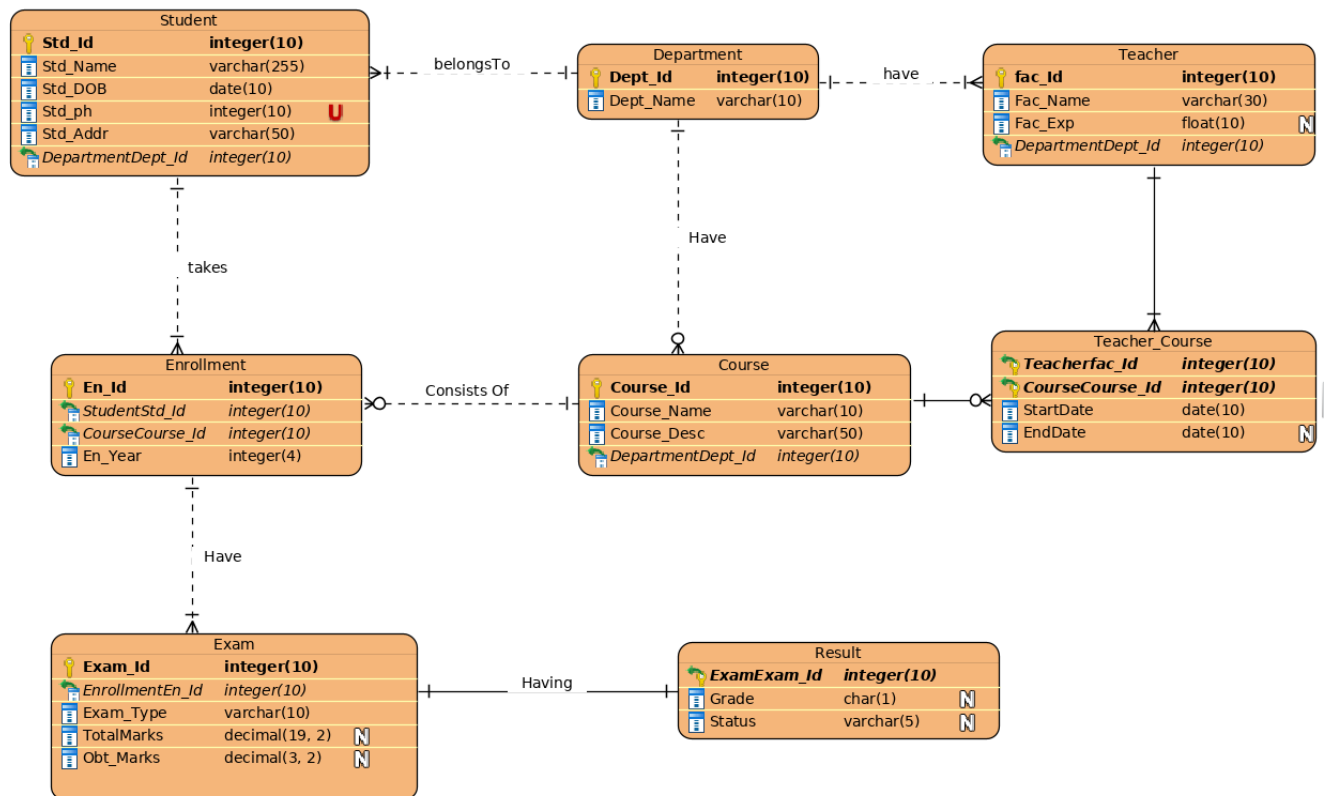 Student
Std_Id integer(10)
Std_Name varchar(255)
Std_DOB date(10)
Std_ph integer(10) U
Std_Addr varchar(50)
DepartmentDept_Id integer(10)
belongsTo
Department
Dept_Id integer(10)
Dept_Name varchar(10)
have
Teacher
fac_Id integer(10)
Fac_Name varchar(30)
Fac_Exp float(10) N
DepartmentDept_Id integer(10)
takes
Have
Enrollment
En_Id integer(10)
StudentStd_Id integer(10)
CourseCourse_Id integer(10)
En_Year integer(4)
Consists Of
Course
Course_Id integer(10)
Course_Name varchar(10)
Course_Desc varchar(50)
DepartmentDept_Id integer(10)
Teacher_Course
Teacherfac_Id integer(10)
CourseCourse_Id integer(10)
StartDate date(10)
EndDate date(10) N
Have
Exam
Exam_Id integer(10)
EnrollmentEn_Id integer(10)
Exam_Type varchar(10)
TotalMarks decimal(19, 2) N
Obt_Marks decimal(3, 2) N
Having
Result
ExamExam_Id integer(10)
Grade char(1) N
Status varchar(5) N